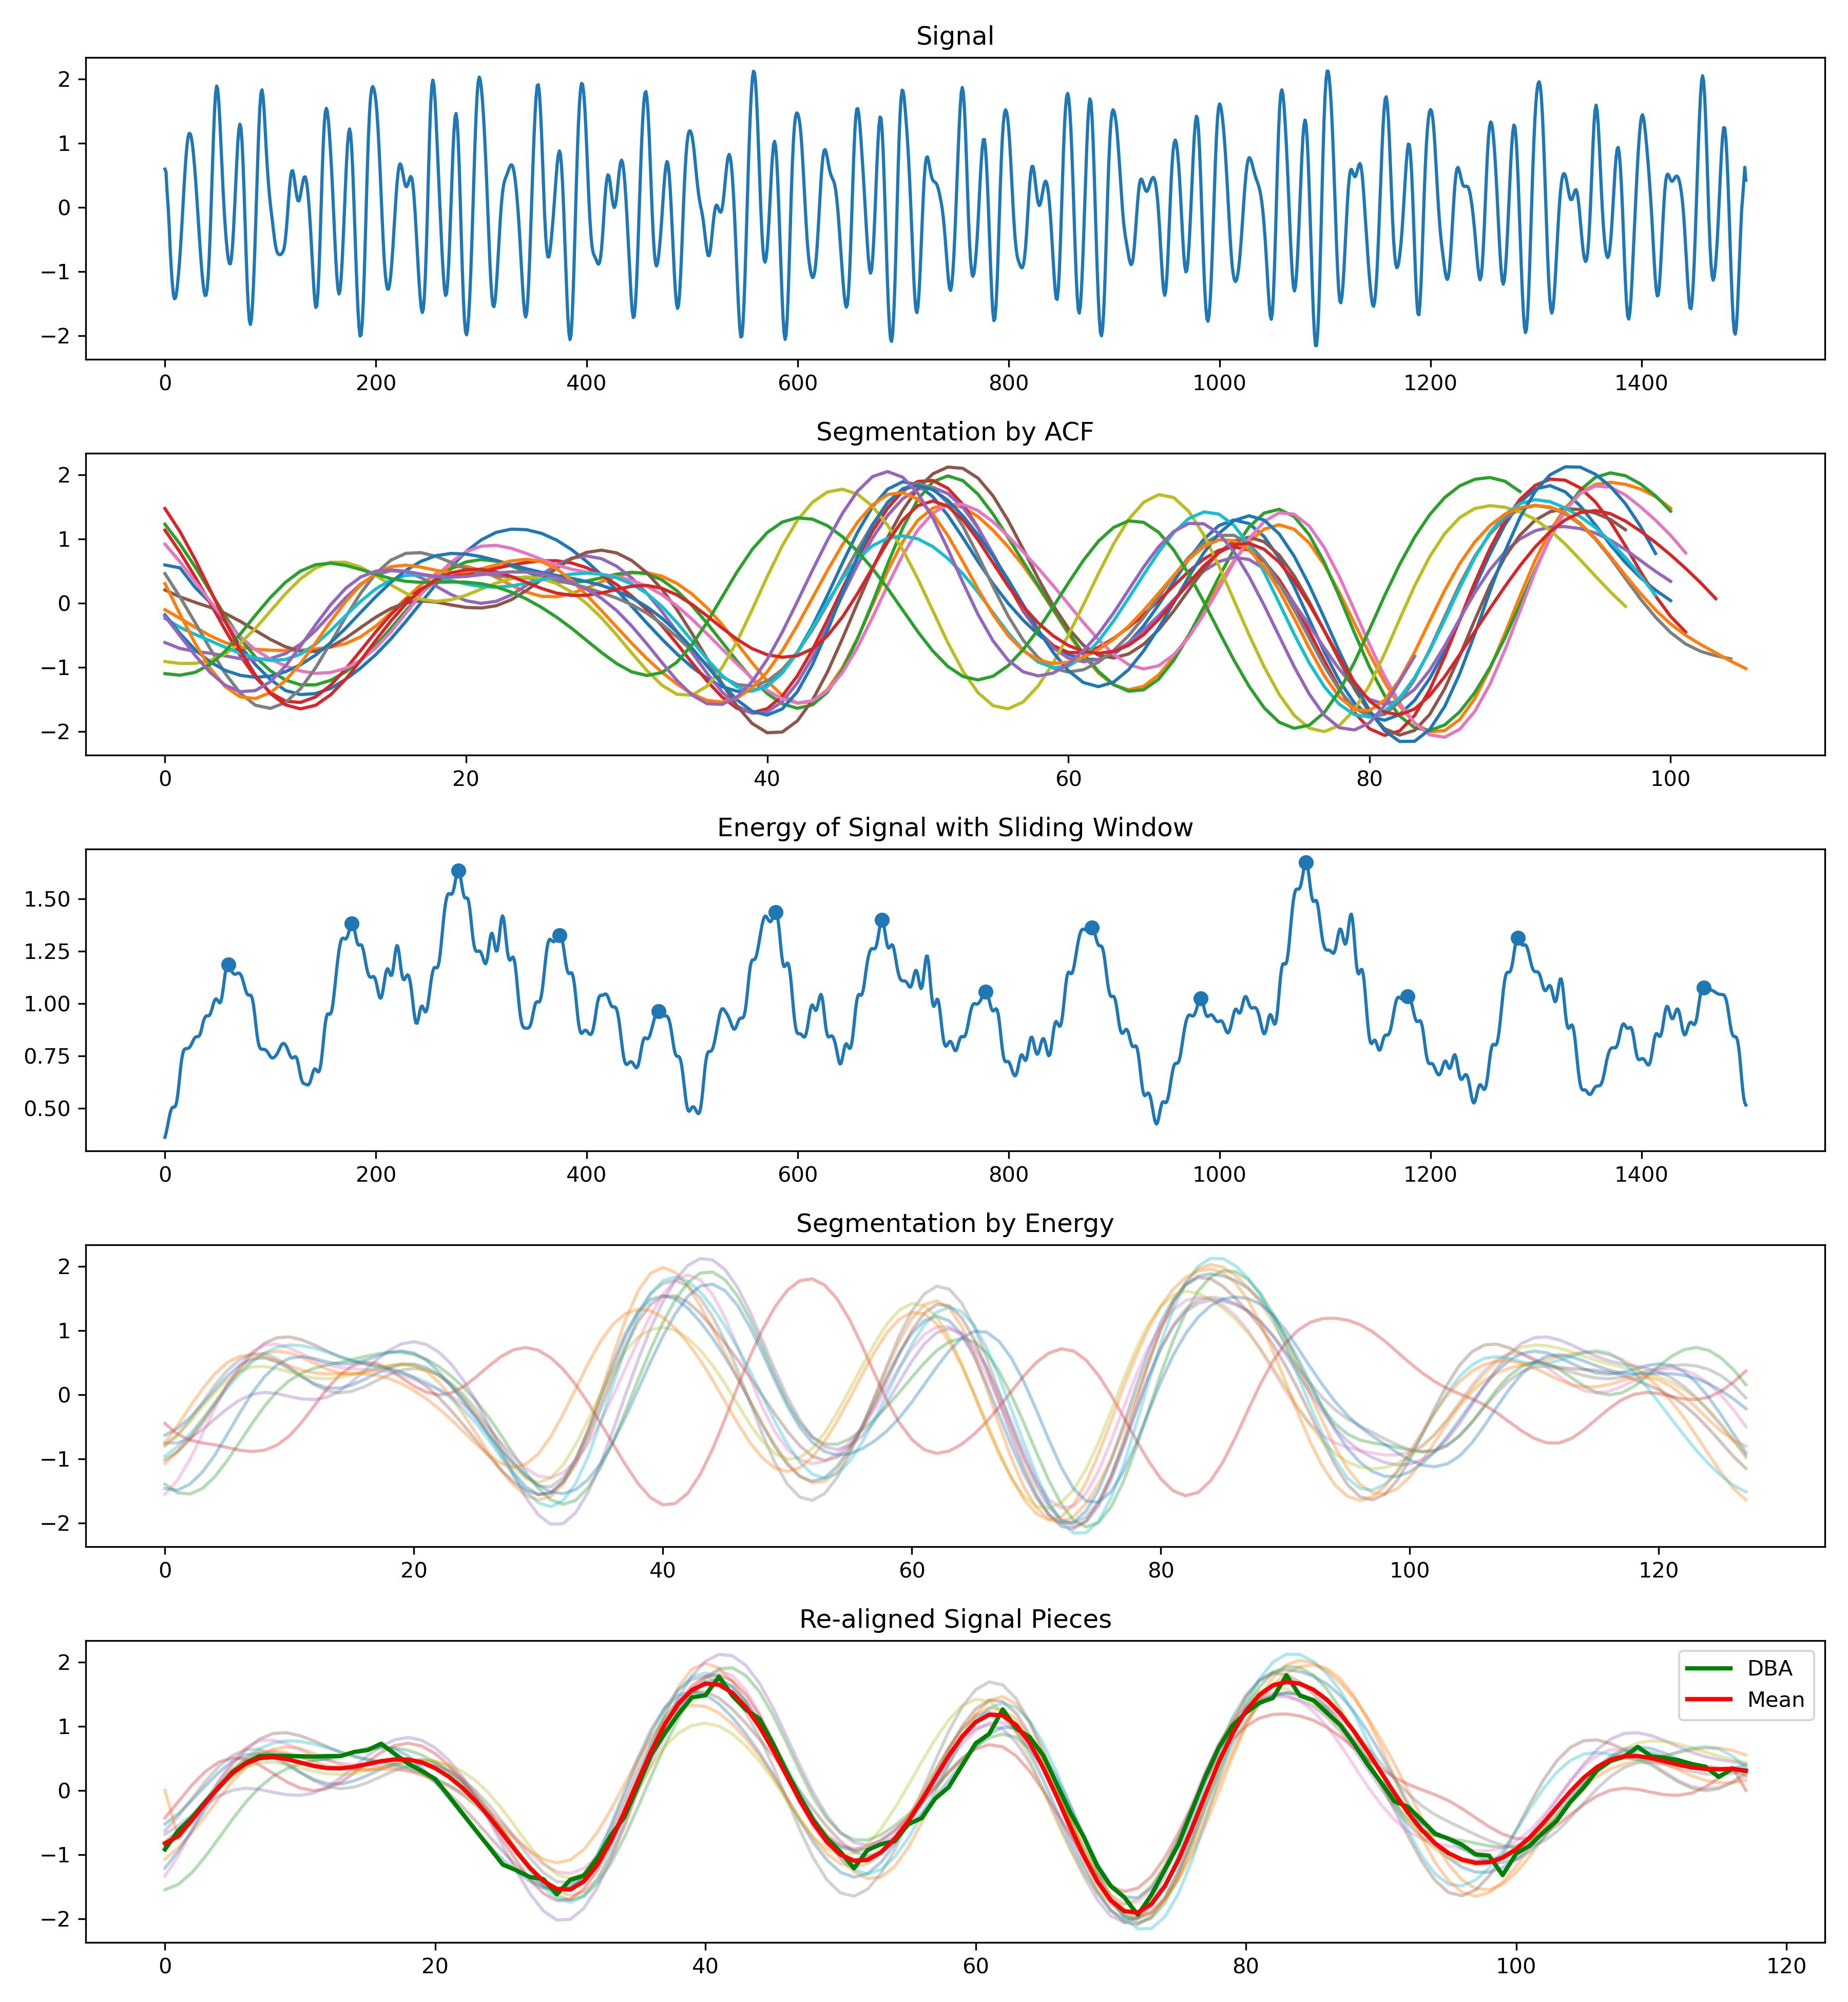 Signal
2
1
0
−1
−2
0 200 400 600 800 1000 1200 1400
Segmentation by ACF
2
1
0
−1
−2
0 20 40 60 80 100
Energy of Signal with Sliding Window
1.50
1.25
1.00
0.75
0.50
0 200 400 600 800 1000 1200 1400
Segmentation by Energy
2
1
0
−1
−2
0 20 40 60 80 100 120
Re-aligned Signal Pieces
2
1
0
−1
−2
DBA
Mean
0 20 40 60 80 100 120